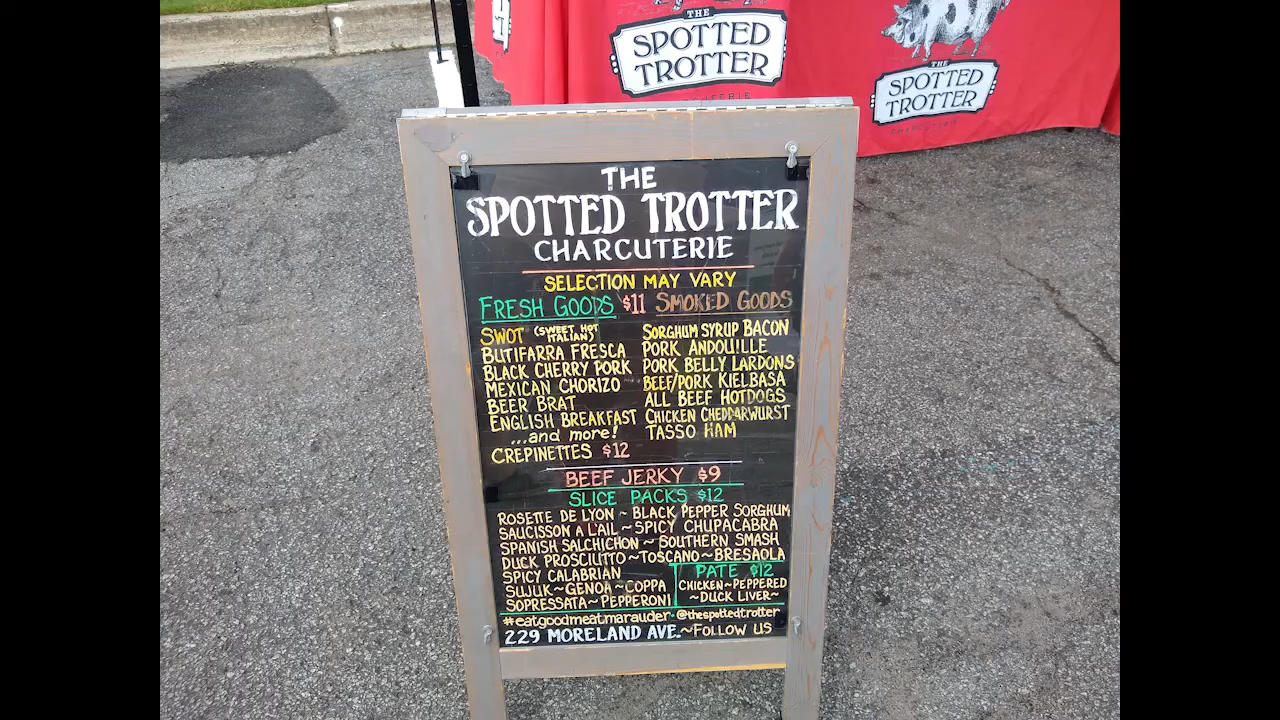 THE
SPOTTED
TROTTER
THE
SPOTTED
TROTTER
CHARCUTERIE
THE
SPOTTED TROTTER
CHARCUTERIE
SELECTION MAY VARY
FRESH GOODS $11 SMOKED GOODS
SWOT (SWEET, HOT
ITALIAN)
BUTIFARRA FRESCA
BLACK CHERRY PORK
MEXICAN CHORIZO
BEER BRAT
ENGLISH BREAKFAST
...and more!
CREPINETTES $12
SORGHUM SYRUP BACON
PORK ANDOUILLE
PORK BELLY LARDONS
BEEF/PORK KIELBASA
ALL BEEF HOTDOGS
CHICKEN CHEDDARWURST
TASSO HAM
BEEF JERKY $9
SLICE PACKS $12
ROSETTE DE LYON ~ BLACK PEPPER SORGHUM
SAUCISSON A L'AIL ~ SPICY CHUPACABRA
SPANISH SALCHICHON ~ SOUTHERN SMASH
DUCK PROSCIUTTO ~ TOSCANO ~ BRESAOLA
SPICY CALABRIAN
SUJUK ~ GENOA ~ COPPA
SOPRESSATA ~ PEPPERONI
PATE $12
CHICKEN ~ PEPPERED
~ DUCK LIVER ~
#eatgoodmeatmarauder · @thespottedtrotter
229 MORELAND AVE. ~ FOLLOW US